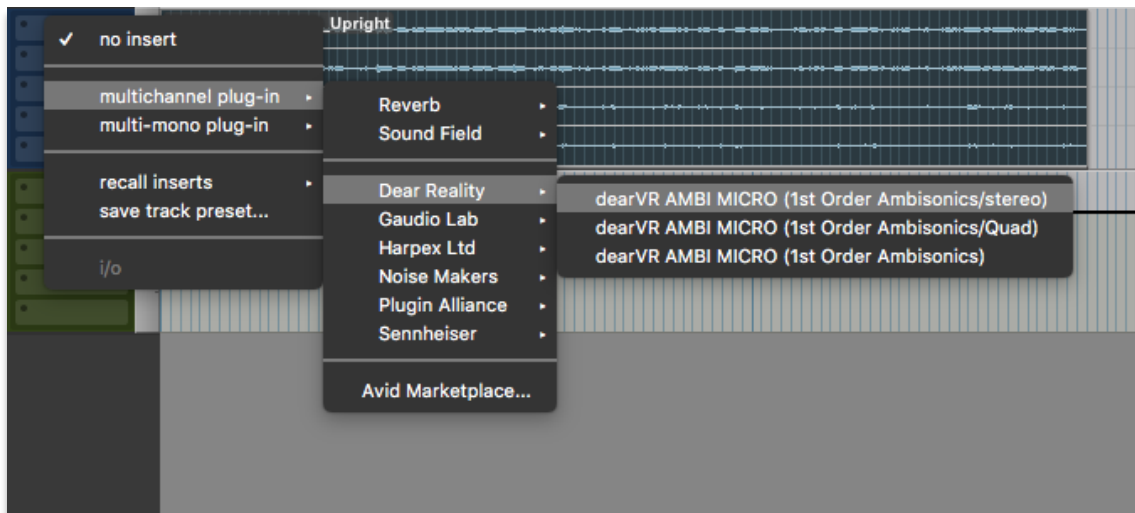 _Upright
✓ no insert
multichannel plug-in
multi-mono plug-in
recall inserts
save track preset...
i/o
Reverb
Sound Field
Dear Reality
Gaudio Lab
Harpex Ltd
Noise Makers
Plugin Alliance
Sennheiser
Avid Marketplace...
dearVR AMBI MICRO (1st Order Ambisonics/stereo)
dearVR AMBI MICRO (1st Order Ambisonics/Quad)
dearVR AMBI MICRO (1st Order Ambisonics)